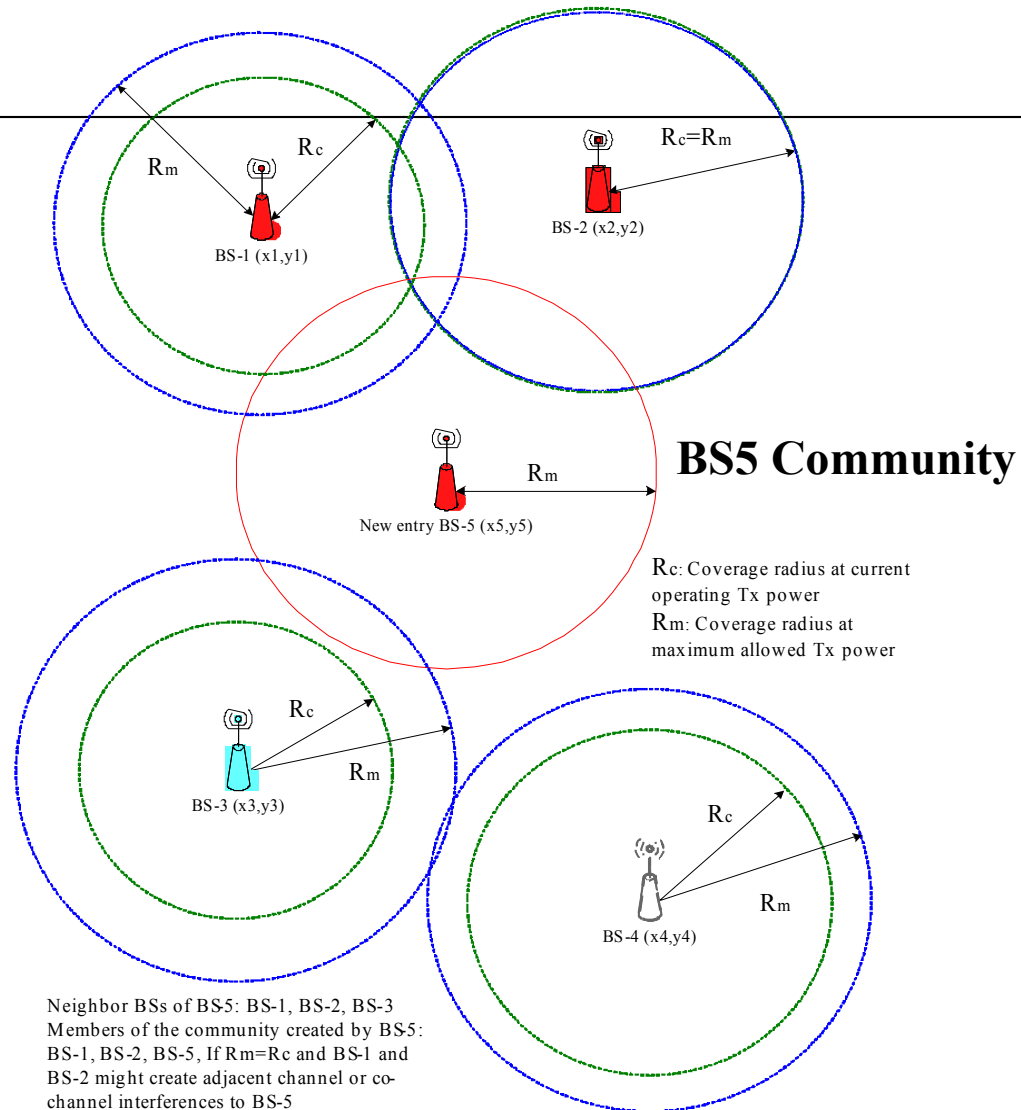 Rm
Rc
Rc=Rm
BS-1 (x1,y1)
BS-2 (x2,y2)
BS5 Community
Rm
New entry BS-5 (x5,y5)
Rc: Coverage radius at current
operating Tx power
Rm: Coverage radius at
maximum allowed Tx power
Rc
Rm
BS-3 (x3,y3)
Rc
Rm
BS-4 (x4,y4)
Neighbor BSs of BS-5: BS-1, BS-2, BS-3
Members of the community created by BS-5:
BS-1, BS-2, BS-5, If Rm=Rc and BS-1 and
BS-2 might create adjacent channel or co-
channel interferences to BS-5